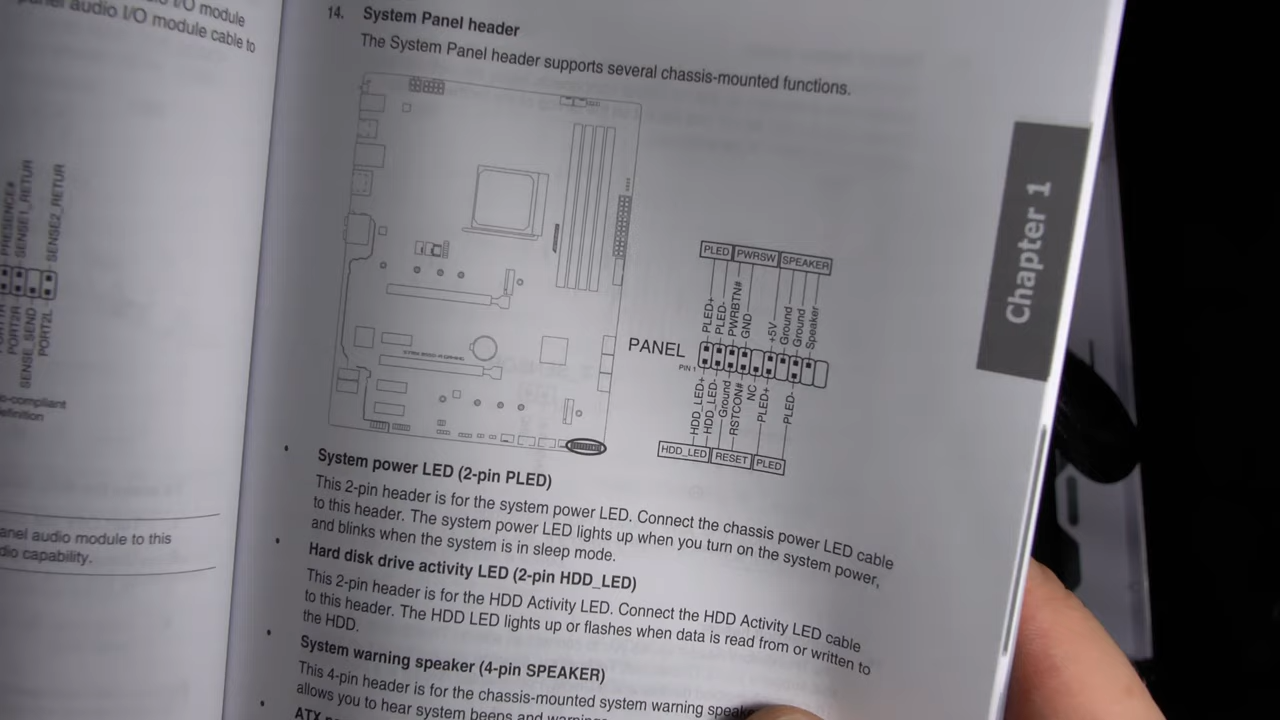 I/O module
audio I/O module cable to
PRESENCE#
SENSE1_RETUR
SENSE2_RETUR
PORT2R
SENSE_SEND
PORT2L
-compliant
definition
panel audio module to this
audio capability.
14. System Panel header
The System Panel header supports several chassis-mounted functions.
PLED PWRSW SPEAKER
PLED+
PLED-
PWRBTN#
GND
+5V
Ground
Ground
Speaker
PANEL
PIN 1
HDD_LED+
HDD_LED-
Ground
RSTCON#
NC
PLED+
PLED-
HDD_LED RESET PLED
• System power LED (2-pin PLED)
This 2-pin header is for the system power LED. Connect the chassis power LED cable
to this header. The system power LED lights up when you turn on the system power,
and blinks when the system is in sleep mode.
• Hard disk drive activity LED (2-pin HDD_LED)
This 2-pin header is for the HDD Activity LED. Connect the HDD Activity LED cable
to this header. The HDD LED lights up or flashes when data is read from or written to
the HDD.
• System warning speaker (4-pin SPEAKER)
This 4-pin header is for the chassis-mounted system warning
allows you to hear system beeps and
• ATX
Chapter 1